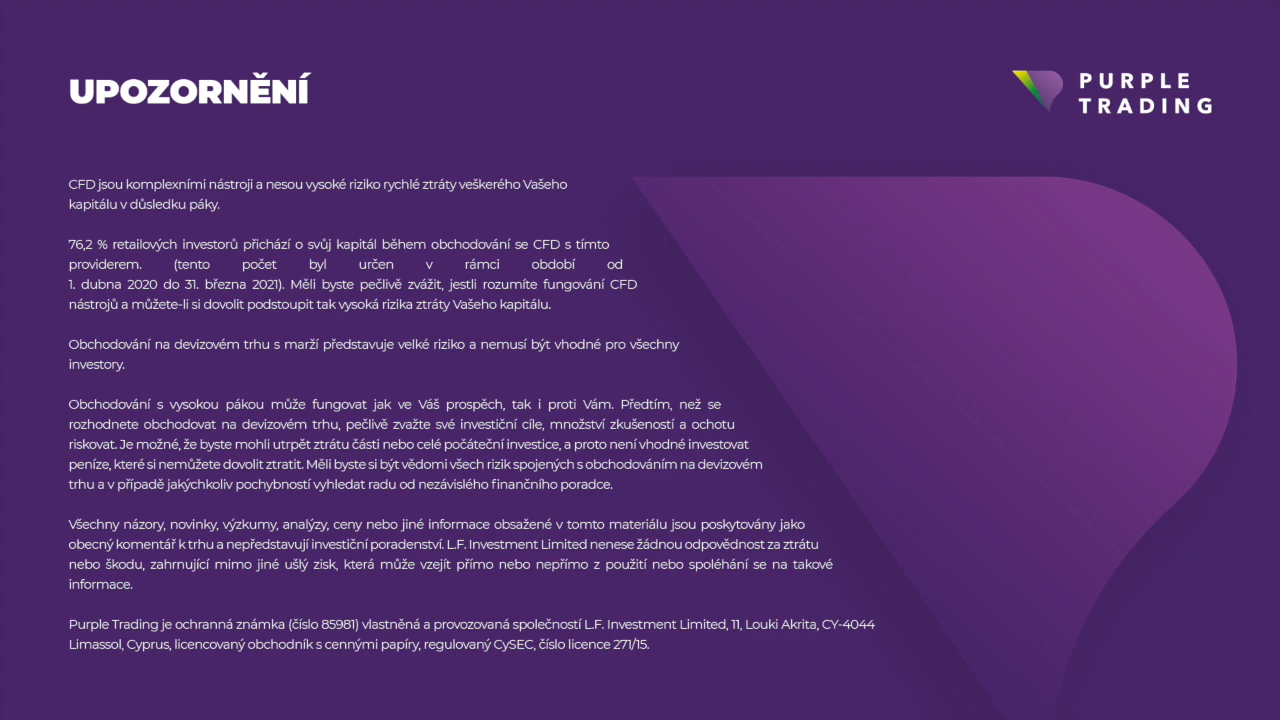 UPOZORNĚNÍ
PURPLE
TRADING
CFD jsou komplexními nástroji a nesou vysoké riziko rychlé ztráty veškerého Vašeho
kapitálu v důsledku páky.
76,2 % retailových investorů přichází o svůj kapitál během obchodování se CFD s tímto
providerem. (tento počet byl určen v rámci období od
1. dubna 2020 do 31. března 2021). Měli byste pečlivě zvážit, jestli rozumíte fungování CFD
nástrojů a můžete-li si dovolit podstoupit tak vysoká rizika ztráty Vašeho kapitálu.
Obchodování na devizovém trhu s marží představuje velké riziko a nemusí být vhodné pro všechny
investory.
Obchodování s vysokou pákou může fungovat jak ve Váš prospěch, tak i proti Vám. Předtím, než se
rozhodnete obchodovat na devizovém trhu, pečlivě zvažte své investiční cíle, množství zkušeností a ochotu
riskovat. Je možné, že byste mohli utrpět ztrátu části nebo celé počáteční investice, a proto není vhodné investovat
peníze, které si nemůžete dovolit ztratit. Měli byste si být vědomi všech rizik spojených s obchodováním na devizovém
trhu a v případě jakýchkoliv pochybností vyhledat radu od nezávislého finančního poradce.
Všechny názory, novinky, výzkumy, analýzy, ceny nebo jiné informace obsažené v tomto materiálu jsou poskytovány jako
obecný komentář k trhu a nepředstavují investiční poradenství. L.F. Investment Limited nenese žádnou odpovědnost za ztrátu
nebo škodu, zahrnující mimo jiné ušlý zisk, která může vzejít přímo nebo nepřímo z použití nebo spoléhání se na takové
informace.
Purple Trading je ochranná známka (číslo 85981) vlastněná a provozovaná společností L.F. Investment Limited, 11, Louki Akrita, CY-4044
Limassol, Cyprus, licencovaný obchodník s cennými papíry, regulovaný CySEC, číslo licence 271/15.